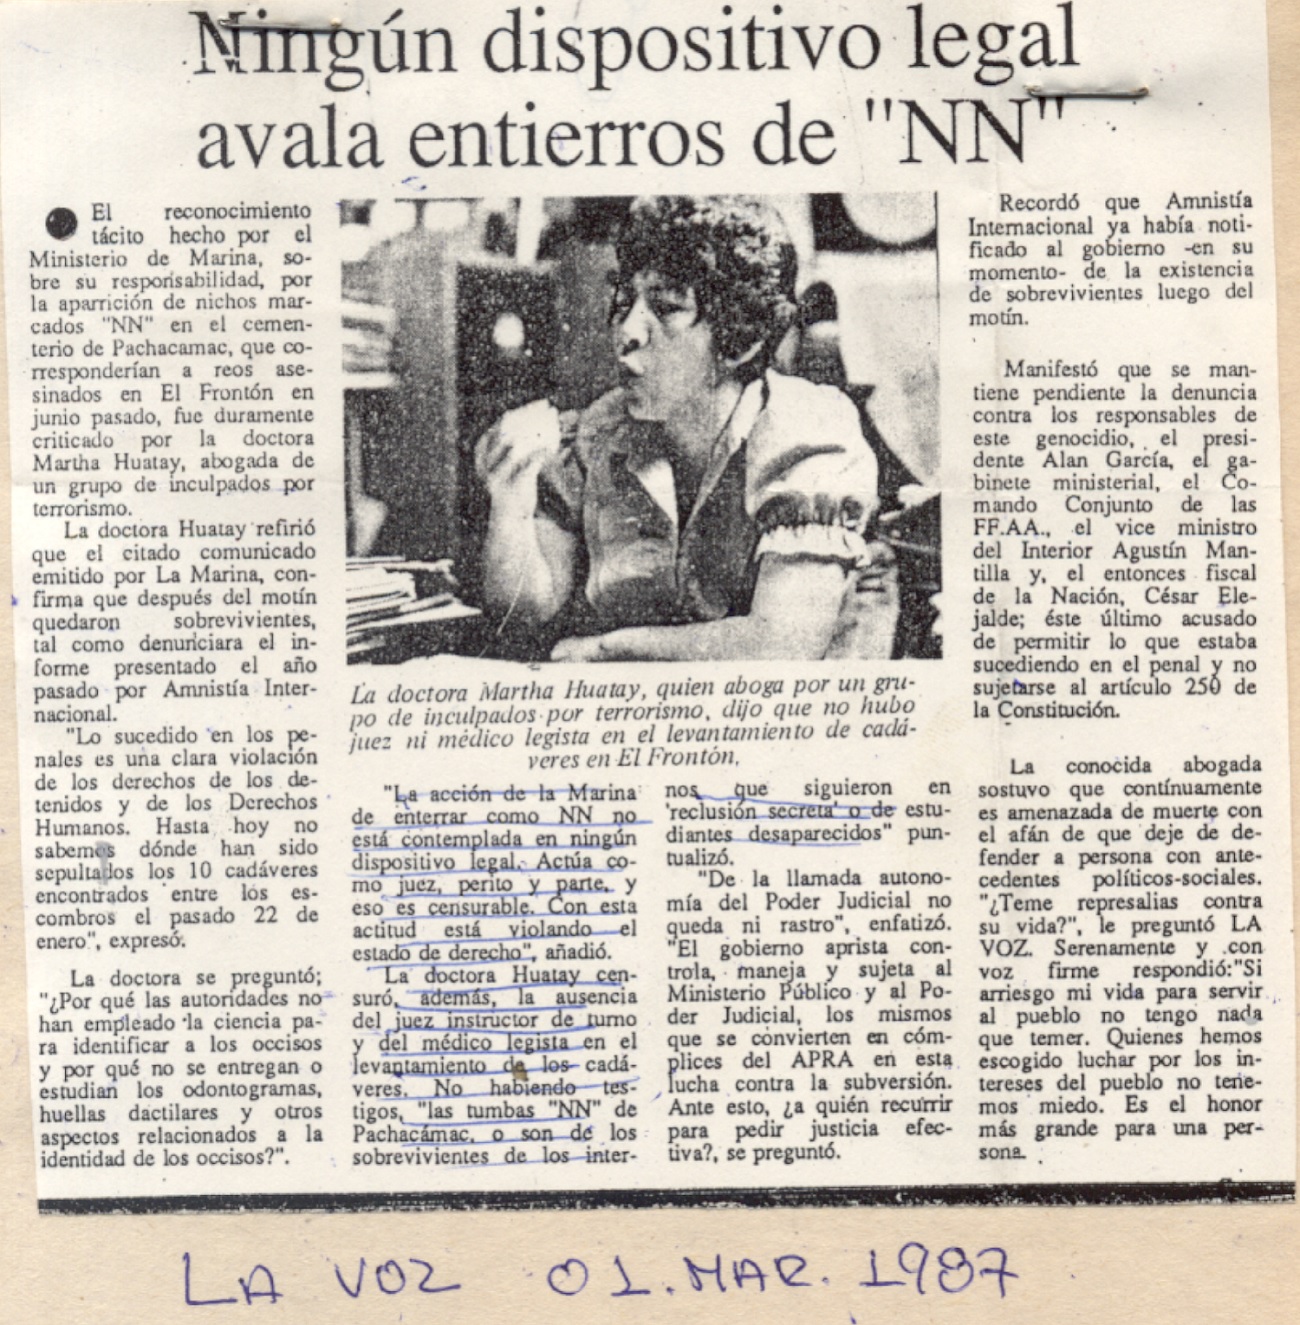 Ningún dispositivo legal
avala entierros de "NN"
El reconocimiento
tácito hecho por el
Ministerio de Marina, so-
bre su responsabilidad, por
la aparrición de nichos mar-
cados "NN" en el cemen-
terio de Pachacamac, que co-
rresponderían a reos ase-
sinados en El Frontón en
junio pasado, fue duramente
criticado por la doctora
Martha Huatay, abogada de
un grupo de inculpados por
terrorismo.
La doctora Huatay refirió
que el citado comunicado
emitido por La Marina, con-
firma que después del motín
quedaron sobrevivientes,
tal como denunciara el in-
forme presentado el año
pasado por Amnistía Inter-
nacional.
"Lo sucedido en los pe-
nales es una clara violación
de los derechos de los de-
tenidos y de los Derechos
Humanos. Hasta hoy no
sabemos dónde han sido
sepultados los 10 cadáveres
encontrados entre los es-
combros el pasado 22 de
enero", expresó.
La doctora se preguntó;
"¿Por qué las autoridades no
han empleado la ciencia pa-
ra identificar a los occisos
y por qué no se entregan o
estudian los odontogramas,
huellas dactilares y otros
aspectos relacionados a la
identidad de los occisos?".
La doctora Martha Huatay, quien aboga por un gru-
po de inculpados por terrorismo, dijo que no hubo
juez ni médico legista en el levantamiento de cadá-
veres en El Frontón.
"La acción de la Marina
de enterrar como NN no
está contemplada en ningún
dispositivo legal. Actúa co-
mo juez, perito y parte, y
eso es censurable. Con esta
actitud está violando el
estado de derecho", añadió.
La doctora Huatay cen-
suró, además, la ausencia
del juez instructor de turno
y del médico legista en el
levantamiento de los cadá-
veres. No habiendo tes-
tigos, "las tumbas "NN" de
Pachacámac, o son de los
sobrevivientes de los inter-
nos que siguieron en
'reclusión secreta' o de estu-
diantes desaparecidos" pun-
tualizó.
"De la llamada autono-
mía del Poder Judicial no
queda ni rastro", enfatizó.
"El gobierno aprista con-
trola, maneja y sujeta al
Ministerio Público y al Po-
der Judicial, los mismos
que se convierten en cóm-
plices del APRA en esta
lucha contra la subversión.
Ante esto, ¿a quién recurrir
para pedir justicia efec-
tiva?, se preguntó.
Recordó que Amnistía
Internacional ya había noti-
ficado al gobierno -en su
momento- de la existencia
de sobrevivientes luego del
motín.
Manifestó que se man-
tiene pendiente la denuncia
contra los responsables de
este genocidio, el presi-
dente Alan García, el ga-
binete ministerial, el Co-
mando Conjunto de las
FF.AA., el vice ministro
del Interior Agustín Man-
tilla y, el entonces fiscal
de la Nación, César Ele-
jalde; éste último acusado
de permitir lo que estaba
sucediendo en el penal y no
sujetarse al artículo 250 de
la Constitución.
La conocida abogada
sostuvo que contínuamente
es amenazada de muerte con
el afán de que deje de de-
fender a persona con ante-
cedentes políticos-sociales.
"¿Teme represalias contra
su vida?", le preguntó LA
VOZ. Serenamente y con
voz firme respondió:"Si
arriesgo mi vida para servir
al pueblo no tengo nada
que temer. Quienes hemos
escogido luchar por los in-
tereses del pueblo no tene-
mos miedo. Es el honor
más grande para una per-
sona.
LA VOZ 01. MAR. 1987